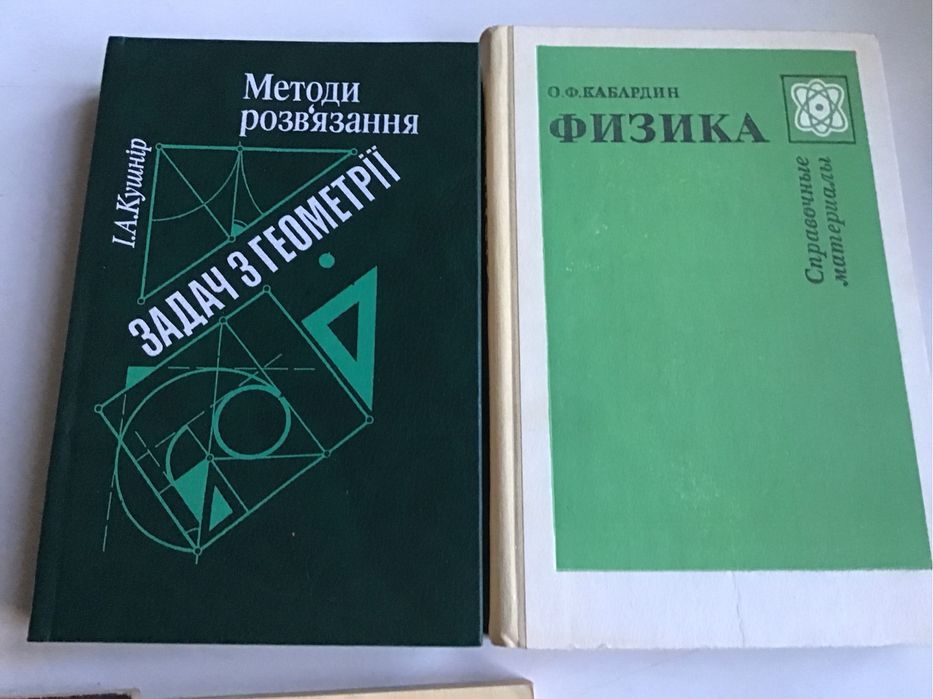 Методи
розв'язання
І.А.Кушнір
ЗАДАЧ З ГЕОМЕТРІЇ
О.Ф.КАБАРДИН
ФИЗИКА
Справочные
материалы